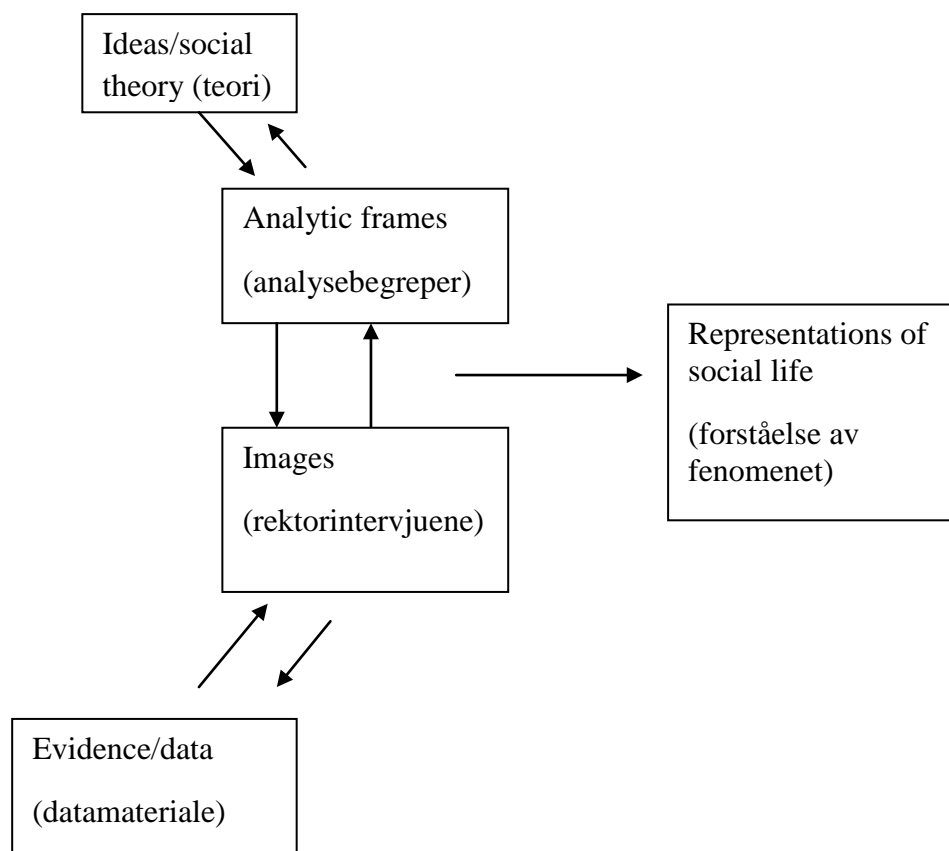 Ideas/social
theory (teori)
Analytic frames
(analysebegreper)
Representations of
social life
(forståelse av
fenomenet)
Images
(rektorintervjuene)
Evidence/data
(datamateriale)